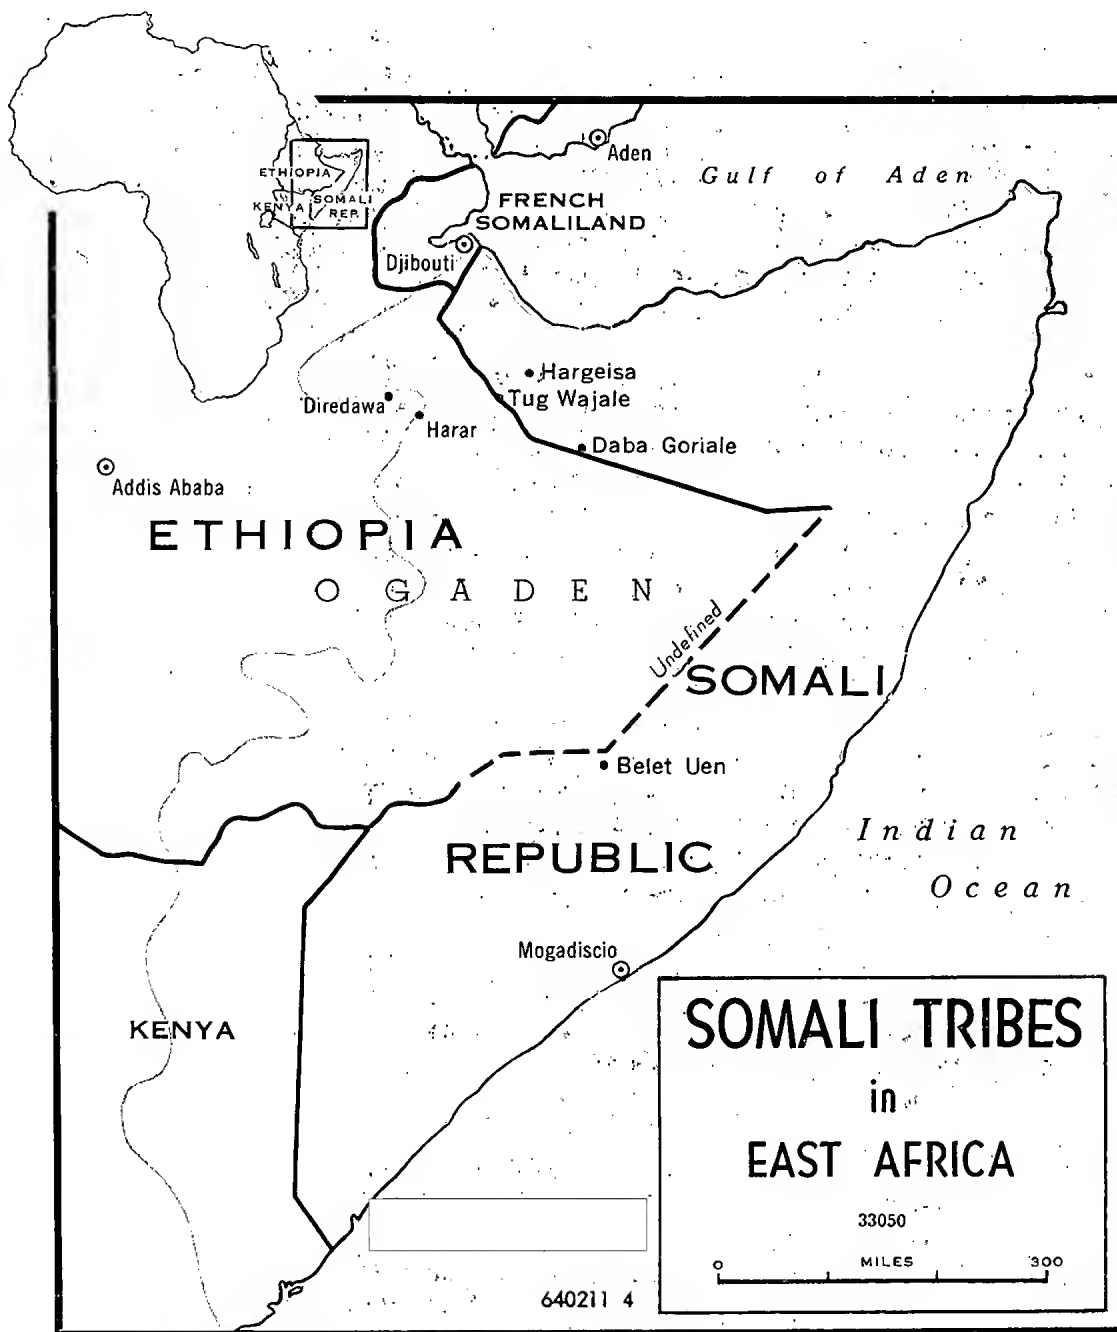 ETHIOPIA
KENYA
SOMALI
REP.
Aden
Gulf of Aden
FRENCH
SOMALILAND
Djibouti
Hargeisa
Tug Wajale
Diredawa
Harar
Daba Goriale
Addis Ababa
ETHIOPIA
OGADEN
Undefined
SOMALI
Belet Uen
REPUBLIC
Indian
Ocean
Mogadiscio
KENYA
SOMALI TRIBES
in
EAST AFRICA
33050
0 MILES 300
640211 4